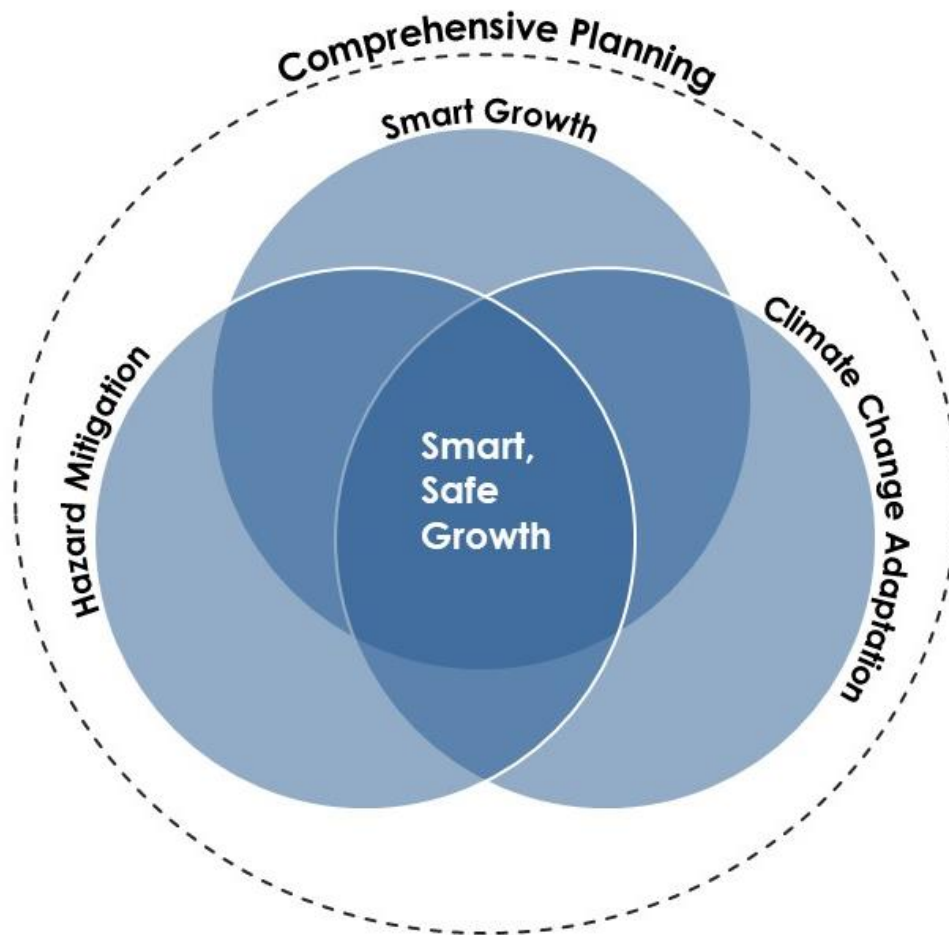 Comprehensive Planning
Smart Growth
Hazard Mitigation
Climate Change Adaptation
Smart,
Safe
Growth